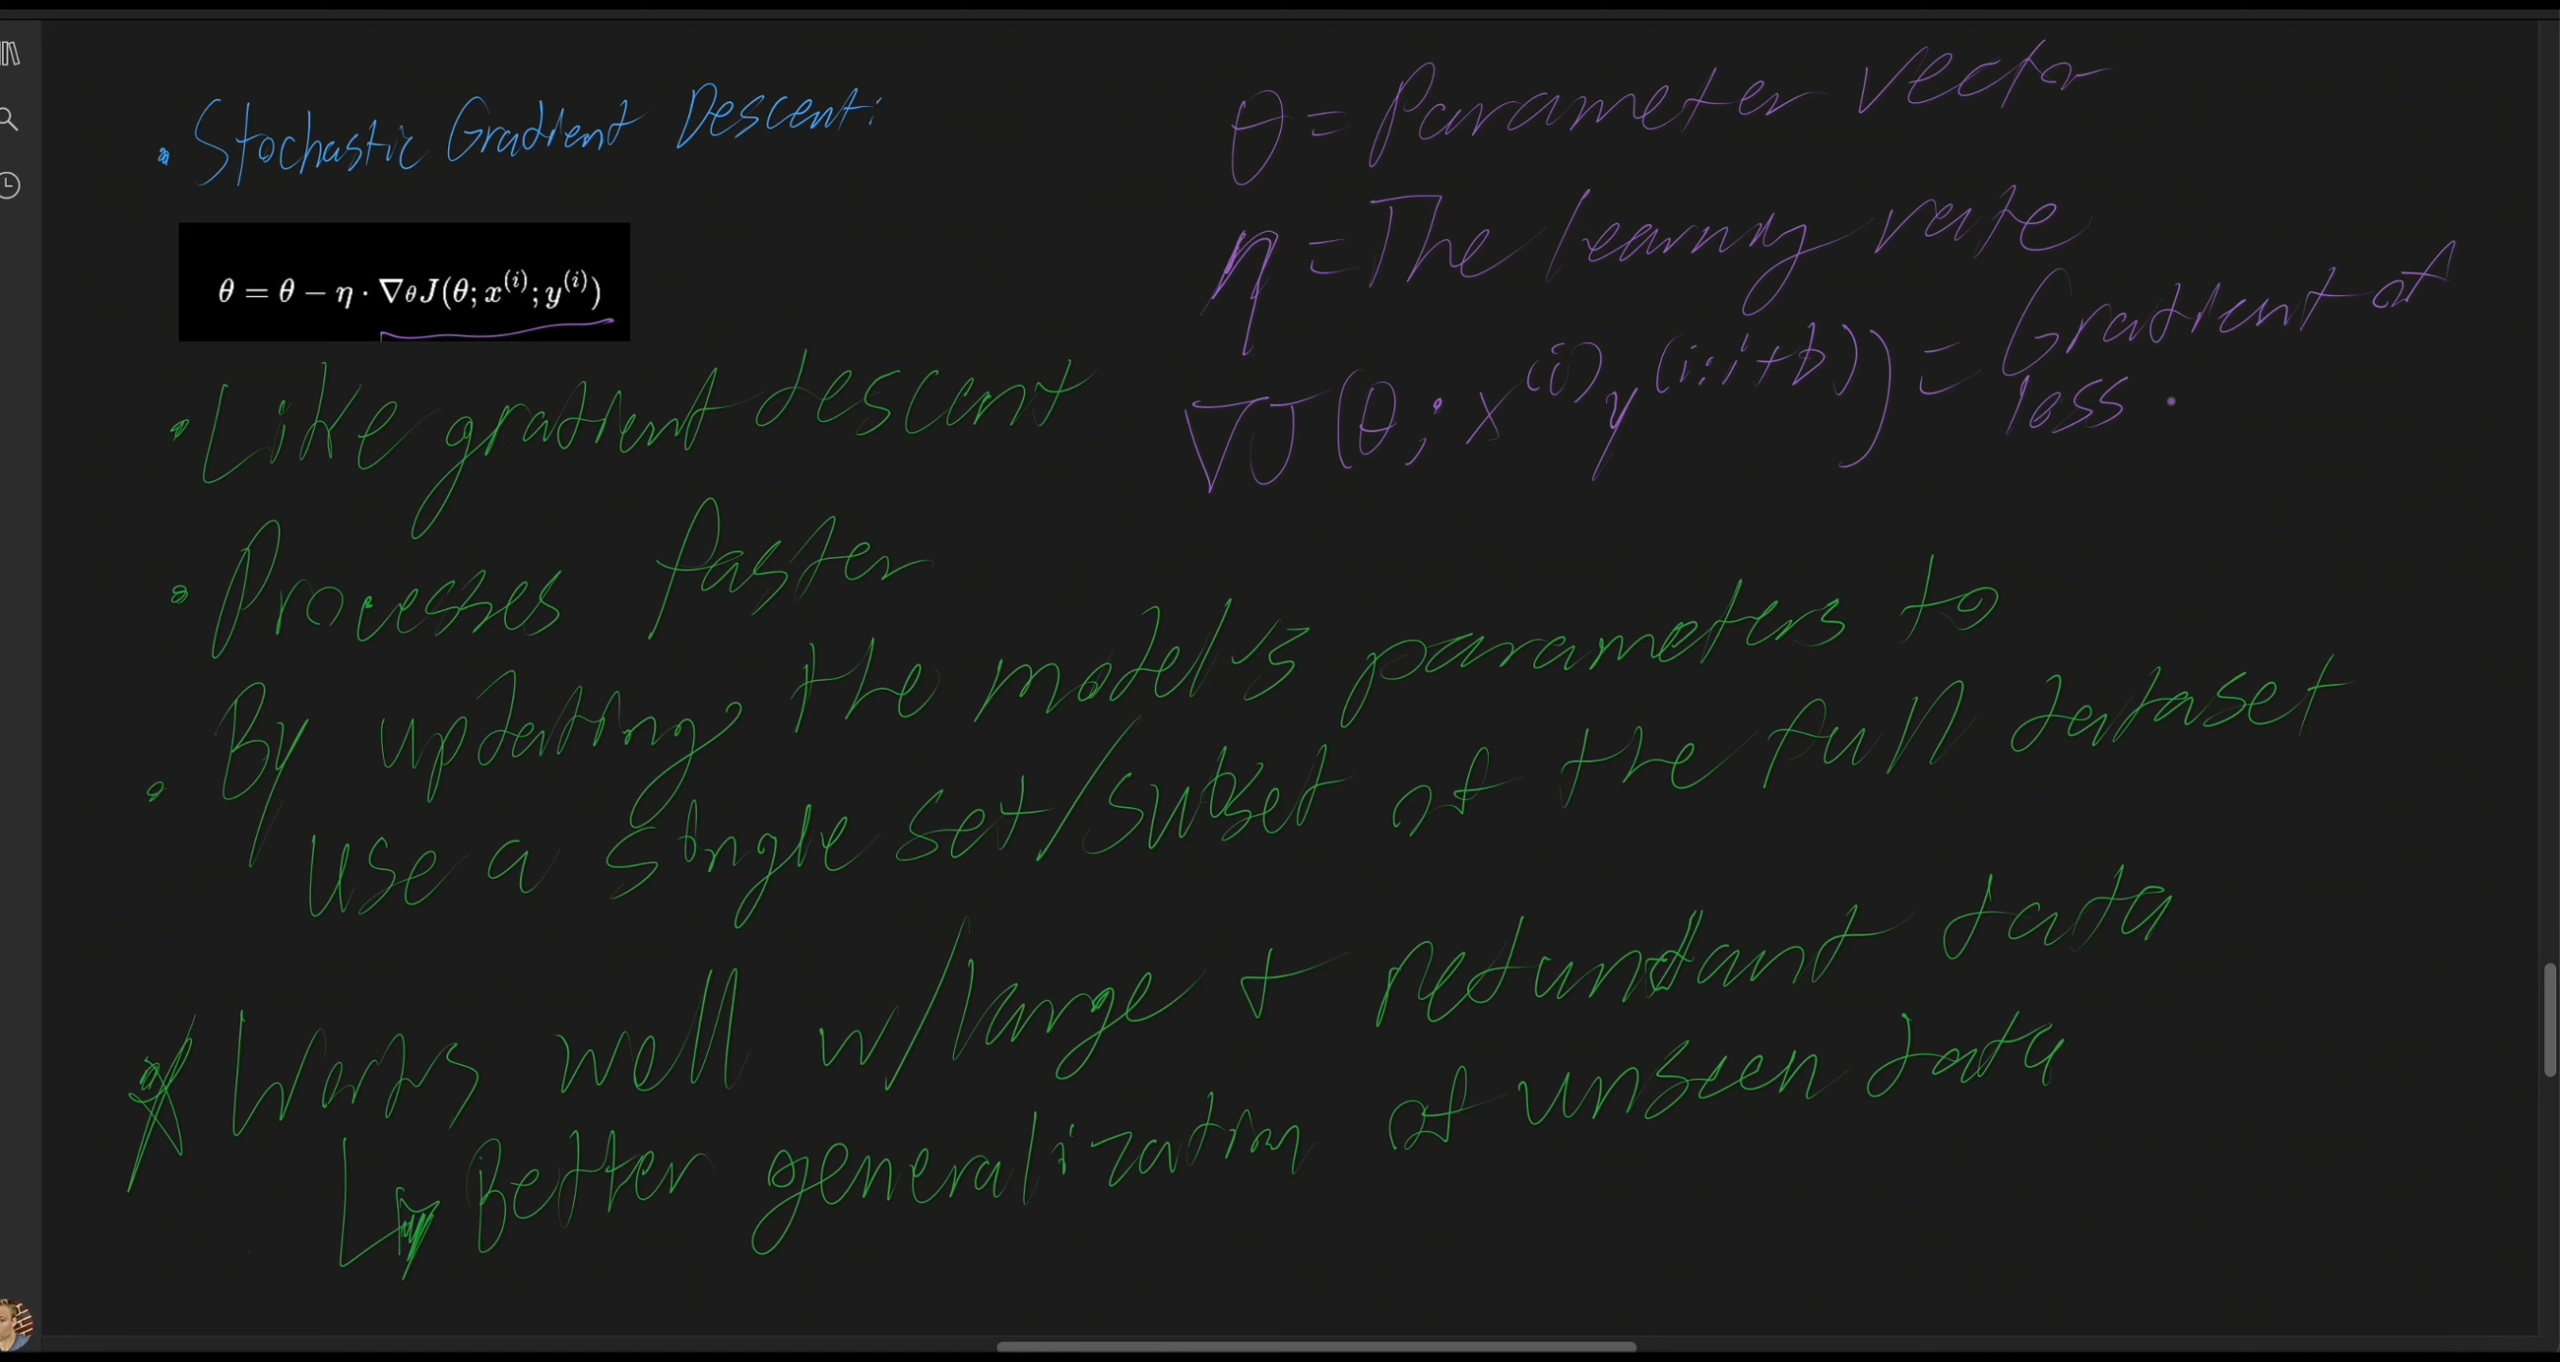 • Stochastic Gradient Descent:
θ = θ − η · ∇θJ(θ; x⁽ⁱ⁾; y⁽ⁱ⁾)
θ = Parameter vector
η = The learning rate
∇J(θ; x⁽ⁱ⁾ y⁽ⁱ:ⁱ⁺ᵇ⁾) = Gradient of
loss.
• Like gradient descent
• Processes faster
• By updating the model's parameters to
use a single set/subset of the full dataset
* Works well w/large + redundant data
↳ Better generalization of unseen data